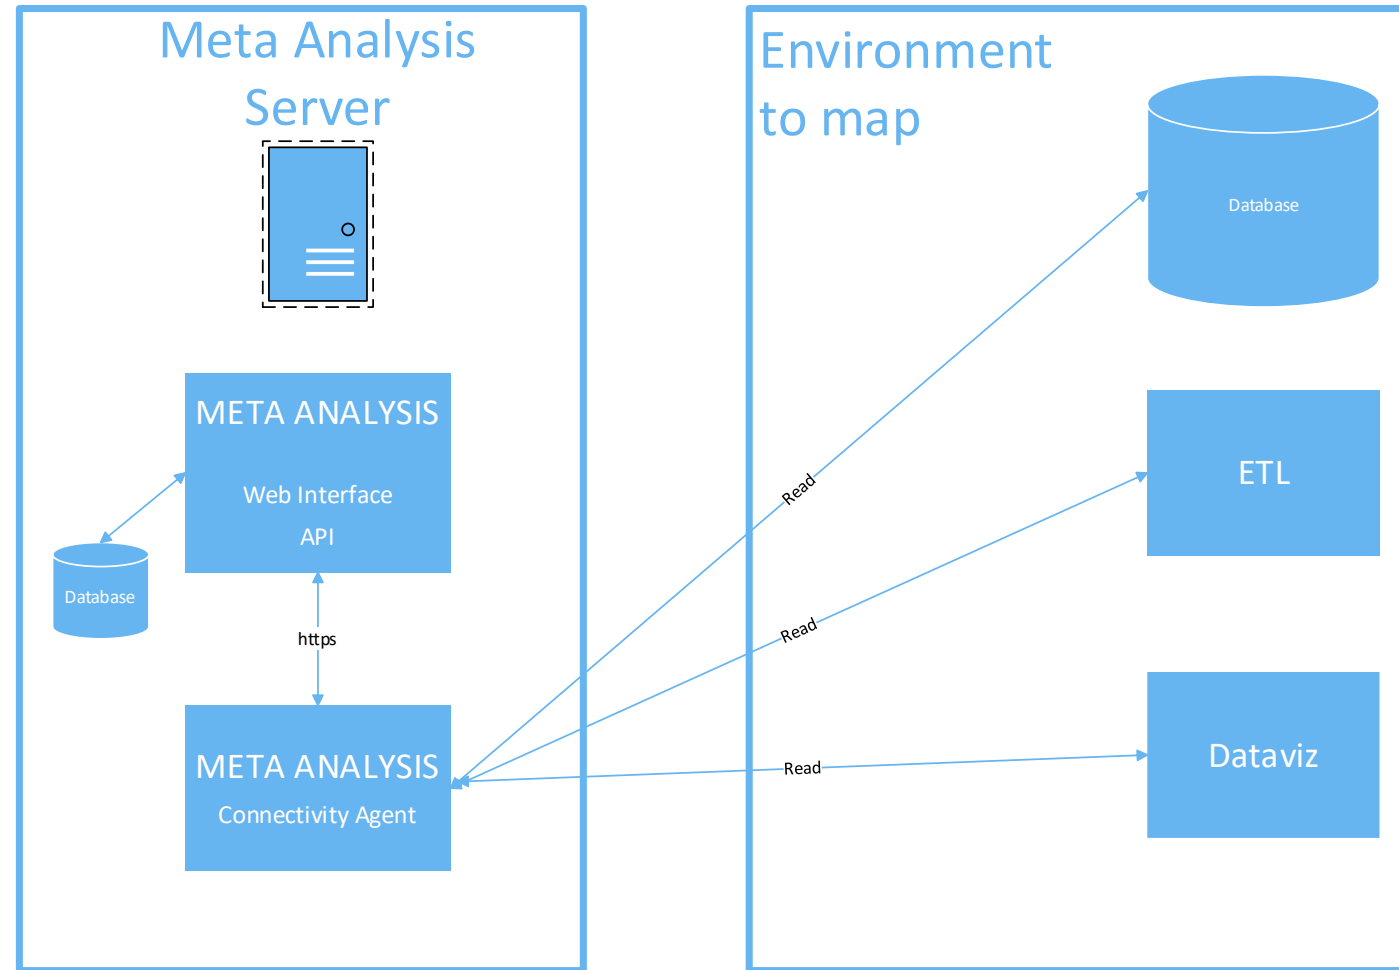 Meta Analysis
Server
META ANALYSIS
Web Interface
API
Database
https
META ANALYSIS
Connectivity Agent
Read
Read
Read
Environment
to map
Database
ETL
Dataviz